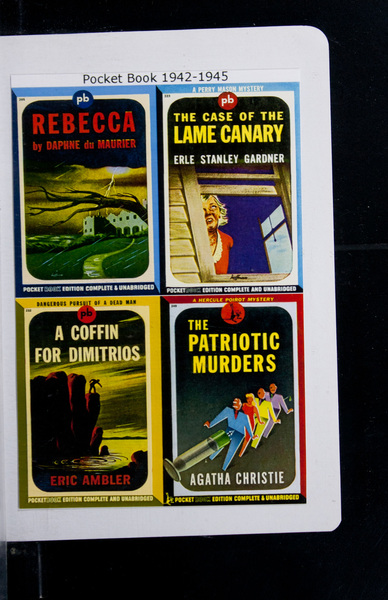 Pocket Book 1942-1945
pb
REBECCA
by DAPHNE du MAURIER
POCKET BOOK EDITION COMPLETE & UNABRIDGED
A PERRY MASON MYSTERY
pb
THE CASE OF THE
LAME CANARY
ERLE STANLEY GARDNER
POCKET BOOK EDITION COMPLETE AND UNABRIDGED
DANGEROUS PURSUIT OF A DEAD MAN
pb
A COFFIN
FOR DIMITRIOS
ERIC AMBLER
POCKET BOOK EDITION COMPLETE & UNABRIDGED
A HERCULE POIROT MYSTERY
THE
PATRIOTIC
MURDERS
AGATHA CHRISTIE
POCKET BOOK EDITION COMPLETE & UNABRIDGED